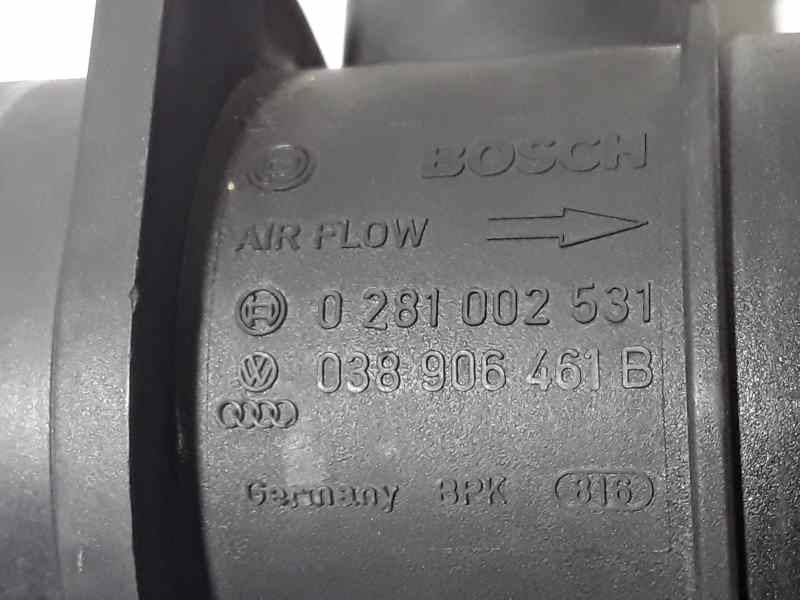 BOSCH
AIR FLOW
0 281 002 531
038 906 461 B
Germany BPK 816